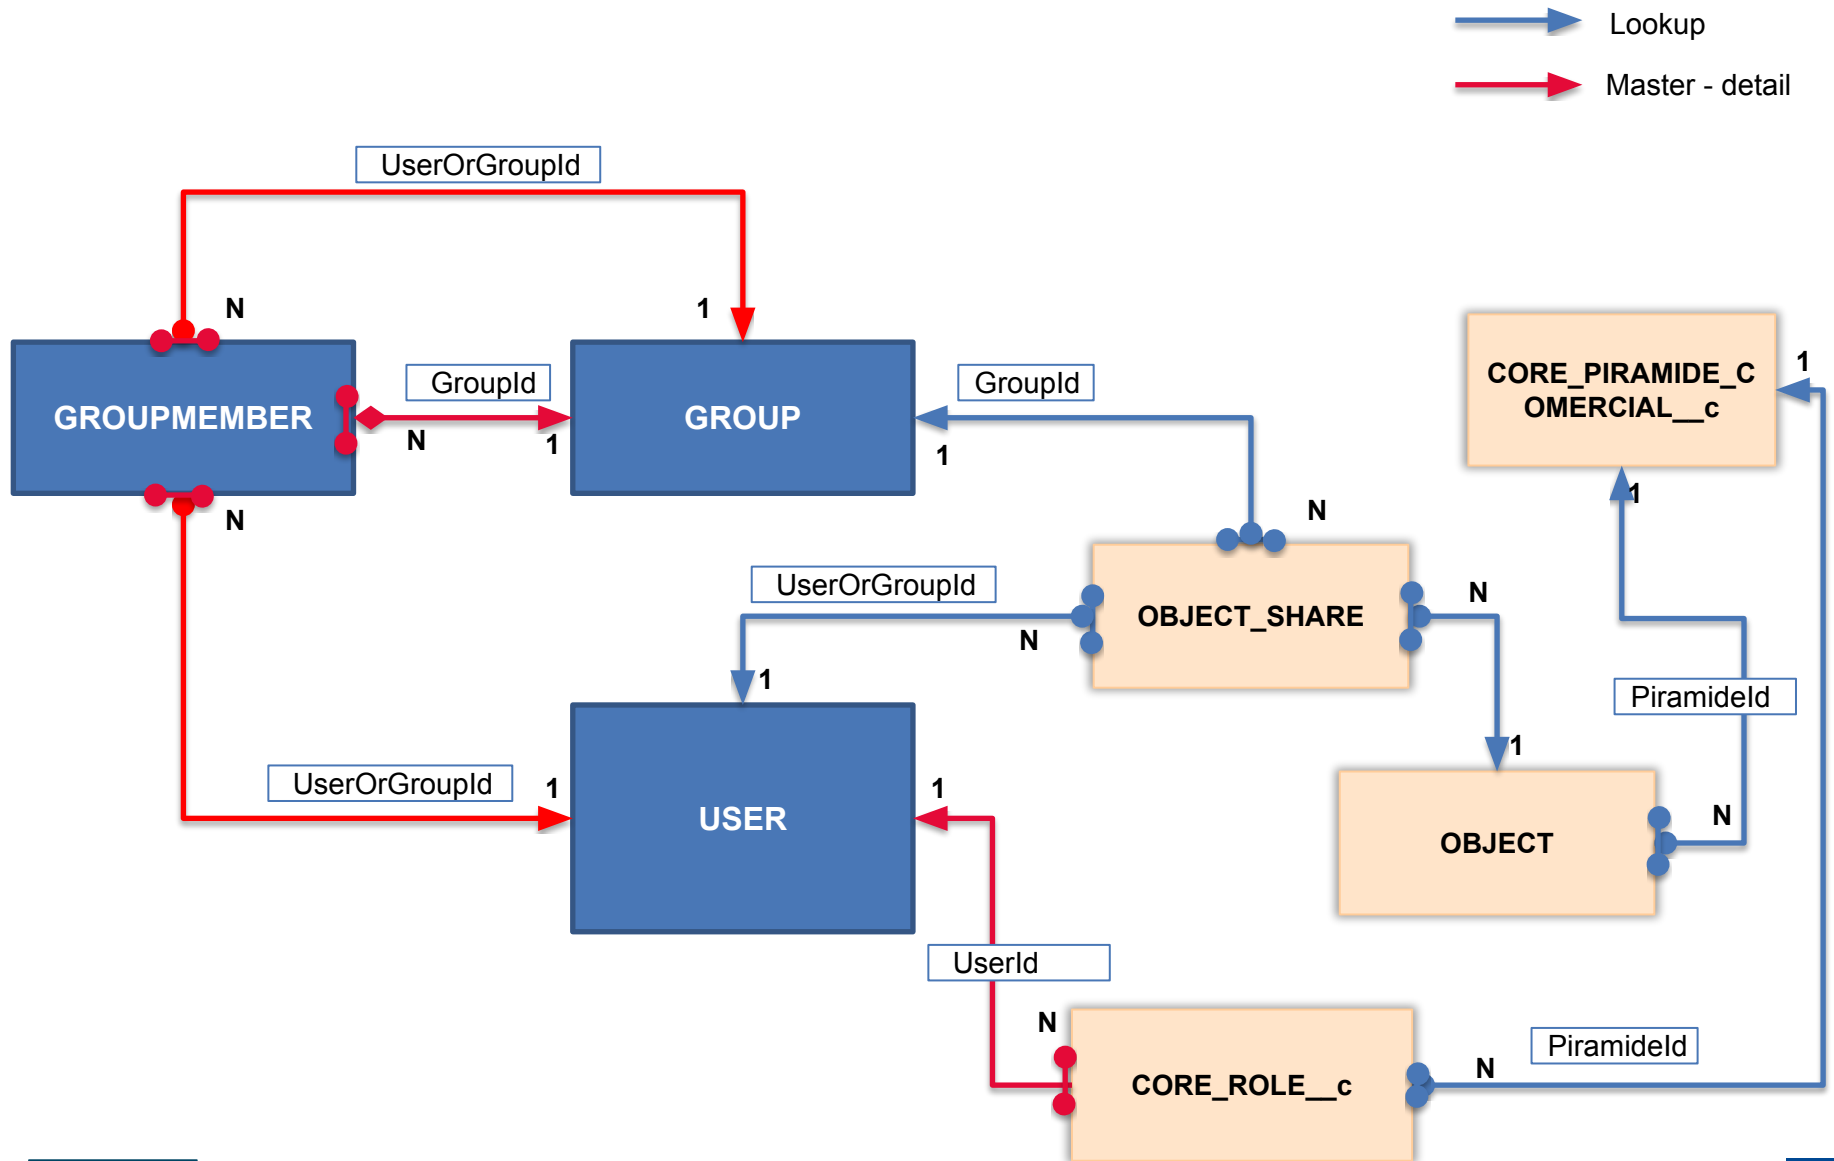 Lookup
Master - detail
UserOrGroupId
N
1
GROUPMEMBER
GroupId
N
1
GROUP
GroupId
1
CORE_PIRAMIDE_C
OMERCIAL__c
1
1
N
N
UserOrGroupId
N
OBJECT_SHARE
N
1
PiramideId
1
UserOrGroupId
1
USER
1
OBJECT
N
UserId
N
CORE_ROLE__c
N
PiramideId